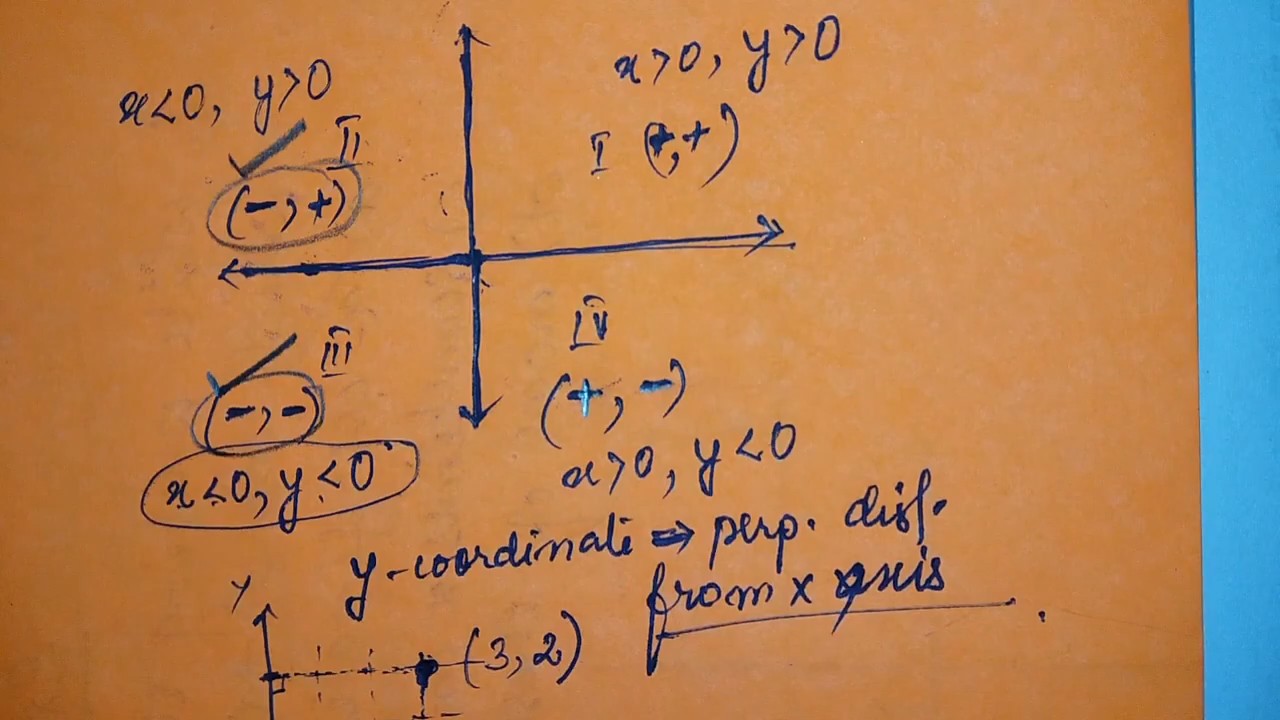 x<0, y>0
x>0, y>0
II
(-,+)
I (+,+)
III
(-,-)
x<0, y<0
IV
(+,-)
x>0, y<0
y-coordinate ⇒ perp. dist.
from x axis
Y
(3,2)